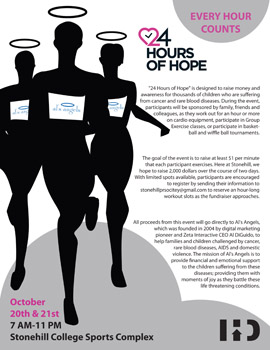 EVERY HOUR
COUNTS
24
HOURS
OF HOPE
"24 Hours of Hope" is designed to raise money and
awareness for thousands of children who are suffering
from cancer and rare blood diseases. During the event,
participants will be sponsored by family, friends and
colleagues, as they work out for an hour or more
on cardio equipment, participate in Group
Exercise classes, or participate in basket-
ball and wiffle ball tournaments.
The goal of the event is to raise at least $1 per minute
that each participant exercises. Here at Stonehill, we
hope to raise 2,000 dollars over the course of two days.
With limited spots available, participants are encouraged
to register by sending their information to
stonehillprochey@gmail.com to reserve an hour-long
workout slots as the fundraiser approaches.
All proceeds from this event will go directly to Al's Angels,
which was founded in 2004 by digital marketing
pioneer and Zeta Interactive CEO Al DiGuido, to
help families and children challenged by cancer,
rare blood diseases, AIDS and domestic
violence. The mission of Al's Angels is to
provide financial and emotional support
to the children suffering from these
diseases; providing them with
moments of joy as they battle these
life threatening conditions.
al's angels
October
20th & 21st
7 AM-11 PM
Stonehill College Sports Complex